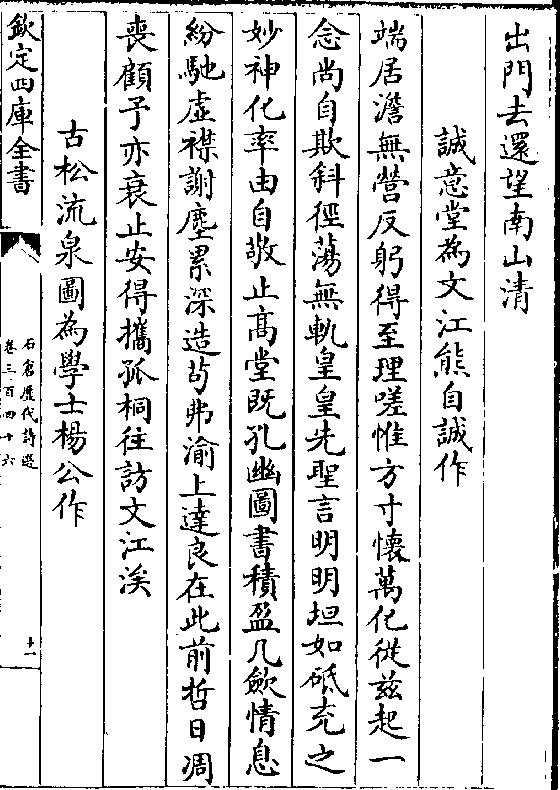 出門去還望南山清
誠意堂為文江熊自誠作
端居澹無營反躬得至理嗟惟方寸懷萬化從兹起一
念尚自欺斜徑蕩無軌皇皇先聖言明明坦如砥充之
妙神化率由自敬止髙堂既孔幽圖書積盈几歛情息
紛馳虛襟謝塵累深造茍弗渝上達良在此前哲日凋
喪顧予亦衰止安得攜孤桐往訪文江涘
古松流泉圖為學士楊公作
欽定四庫全書
石倉歷代詩選
卷三百四十六
十一